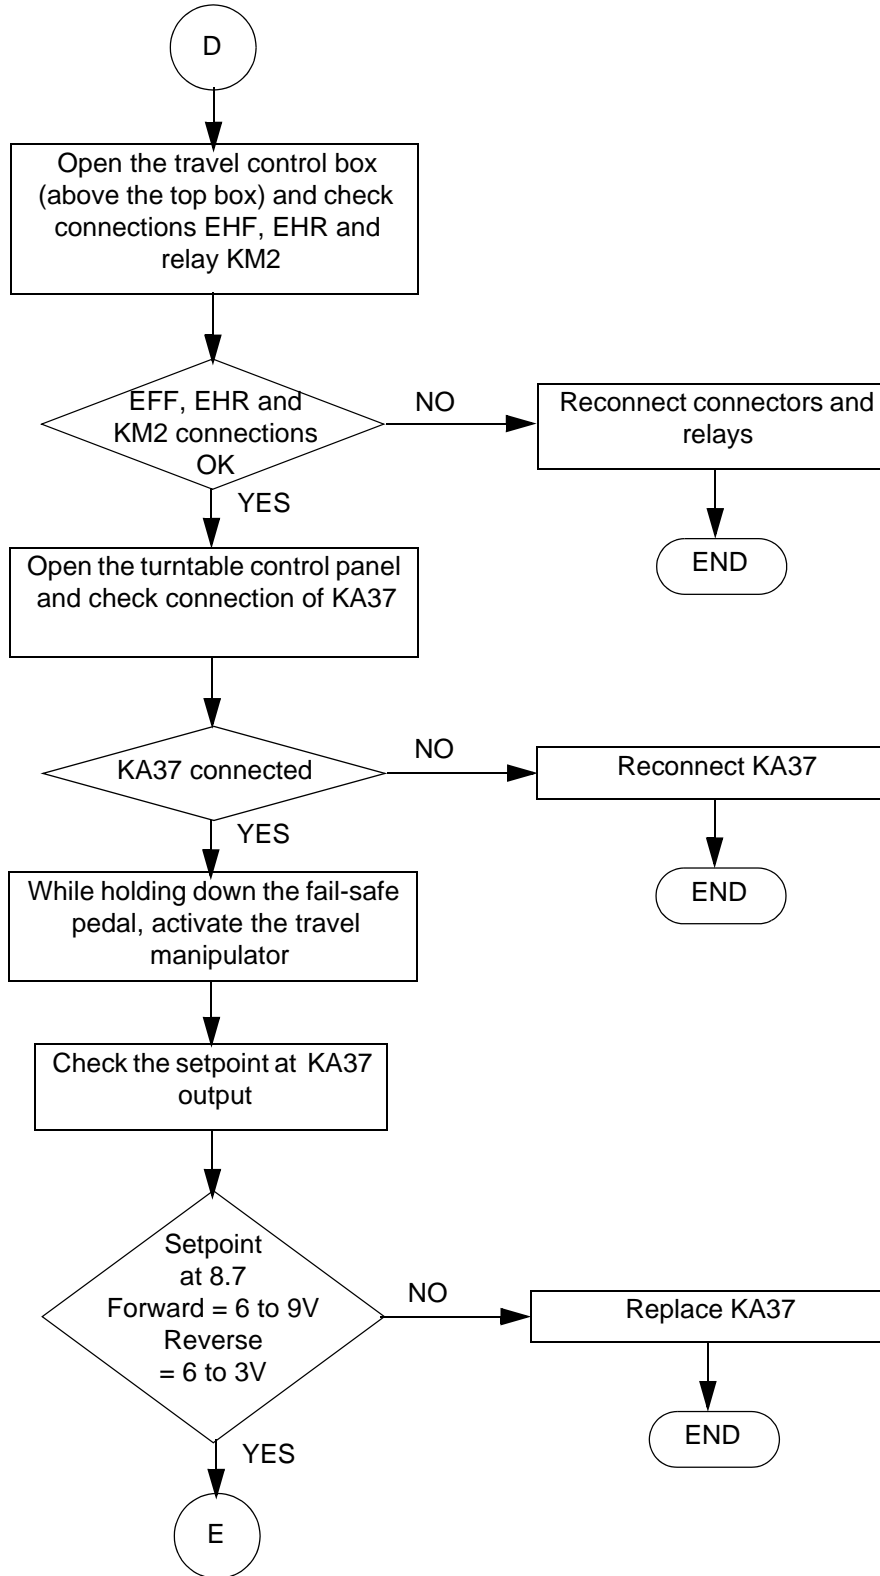 D
Open the travel control box
(above the top box) and check
connections EHF, EHR and
relay KM2
EFF, EHR and
KM2 connections
OK
NO
Reconnect connectors and
relays
YES
END
Open the turntable control panel
and check connection of KA37
KA37 connected
NO
Reconnect KA37
YES
END
While holding down the fail-safe
pedal, activate the travel
manipulator
Check the setpoint at KA37
output
Setpoint
at 8.7
Forward = 6 to 9V
Reverse
= 6 to 3V
NO
Replace KA37
YES
END
E